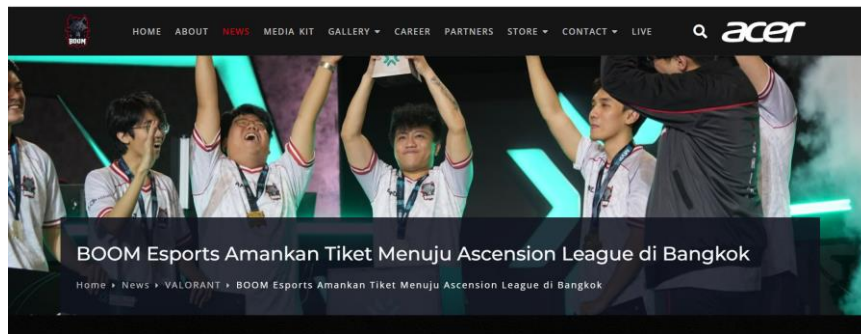 BOOM
HOME ABOUT NEWS MEDIA KIT GALLERY CAREER PARTNERS STORE CONTACT LIVE
acer
BOOM Esports Amankan Tiket Menuju Ascension League di Bangkok
Home ▸ News ▸ VALORANT ▸ BOOM Esports Amankan Tiket Menuju Ascension League di Bangkok